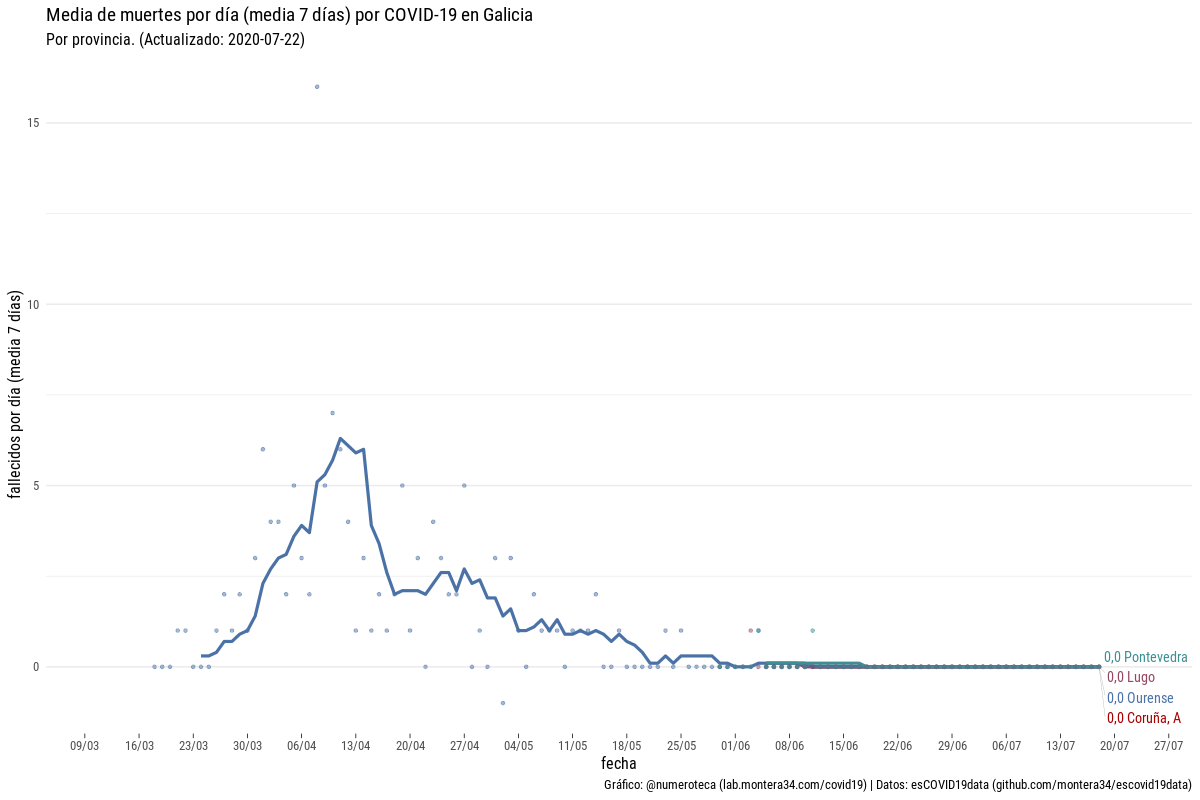 Media de muertes por día (media 7 días) por COVID-19 en Galicia
Por provincia. (Actualizado: 2020-07-22)
fallecidos por día (media 7 días)
15
10
5
0
0,0 Pontevedra
0,0 Lugo
0,0 Ourense
0,0 Coruña, A
09/03 16/03 23/03 30/03 06/04 13/04 20/04 27/04 04/05 11/05 18/05 25/05 01/06 08/06 15/06 22/06 29/06 06/07 13/07 20/07 27/07
fecha
Gráfico: @numeroteca (lab.montera34.com/covid19) | Datos: esCOVID19data (github.com/montera34/escovid19data)